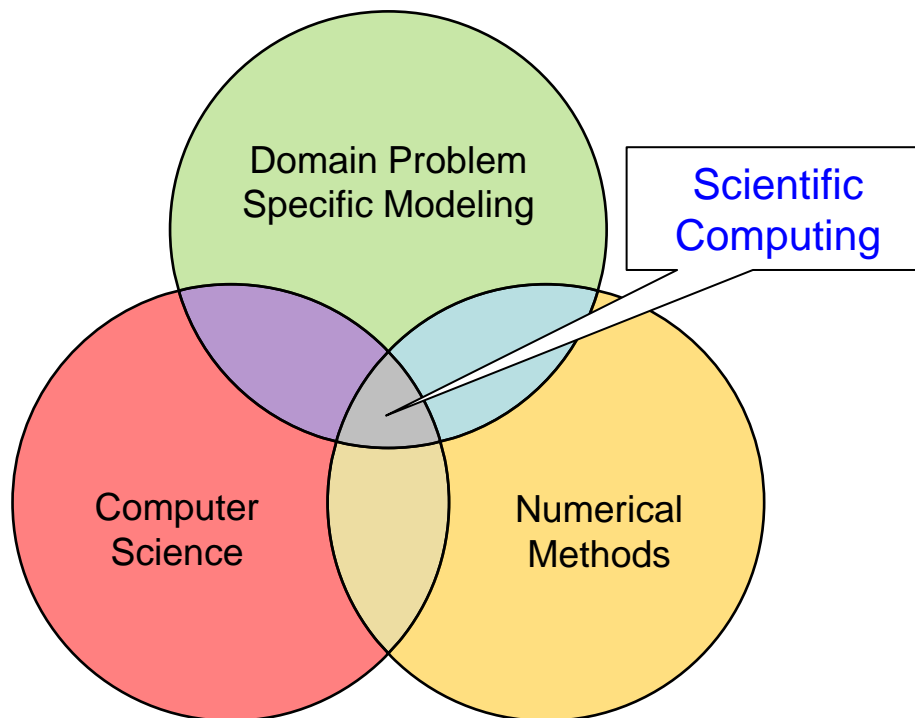 Domain Problem
Specific Modeling
Scientific
Computing
Computer
Science
Numerical
Methods